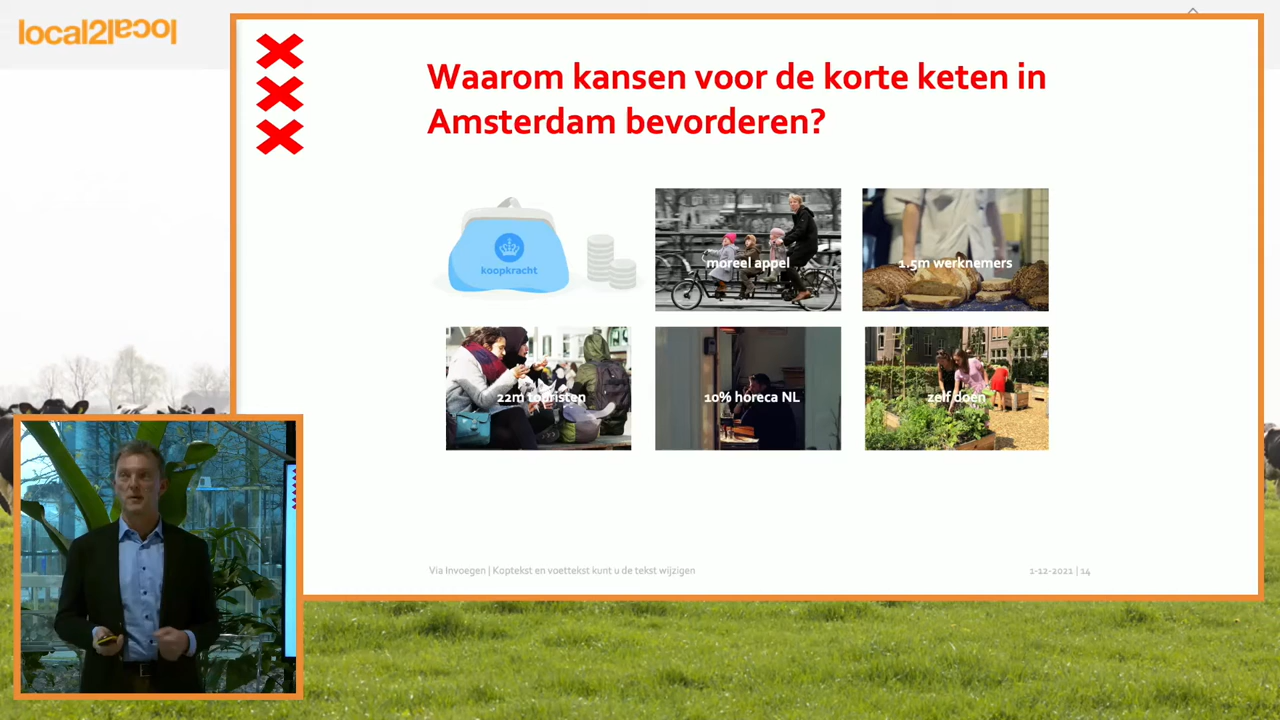 local2local
Waarom kansen voor de korte keten in
Amsterdam bevorderen?
koopkracht
moreel appel
1.5m werknemers
22m touristen
10% horeca NL
zelf doen
Via Invoegen | Koptekst en voettekst kunt u de tekst wijzigen
1-12-2021 | 14